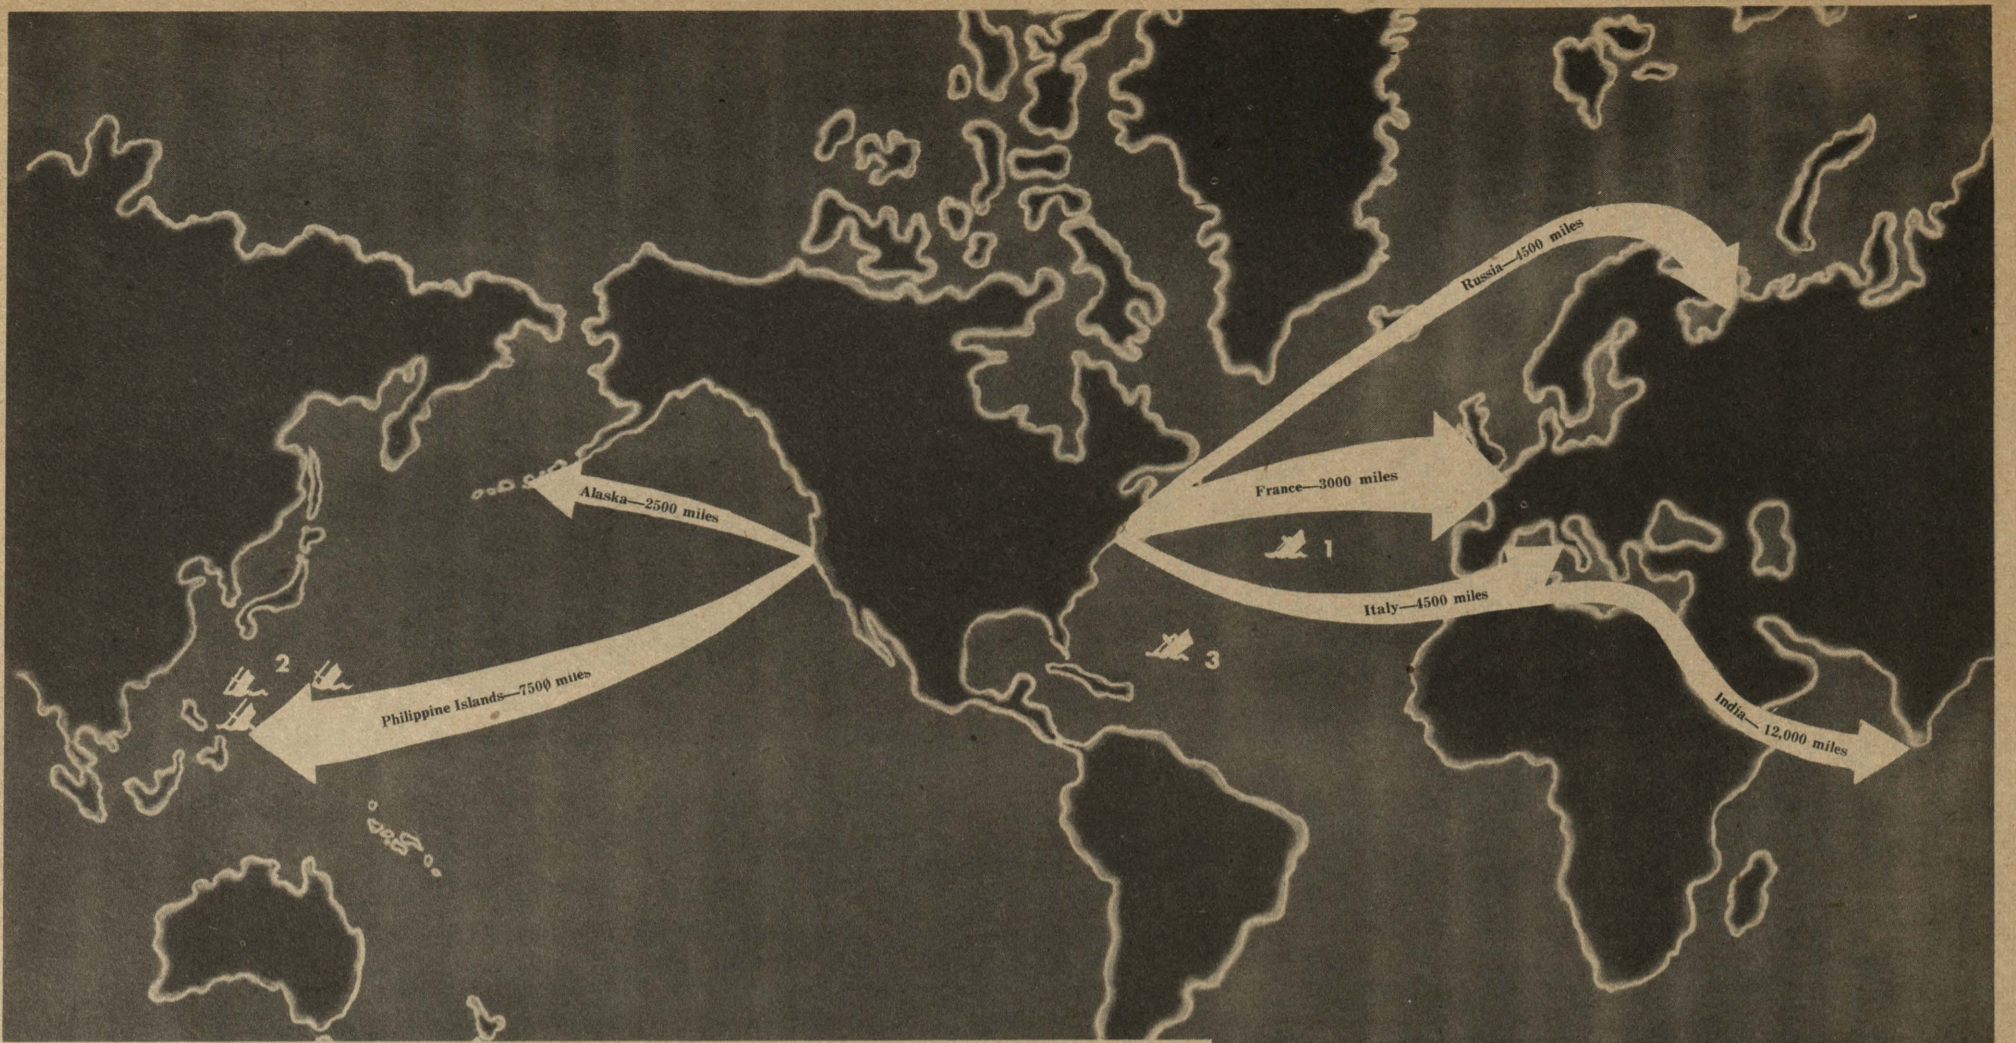 Russia—4500 miles
France—3000 miles
Alaska—2500 miles
1
Italy—4500 miles
2
3
Philippine Islands—7500 miles
India—12,000 miles